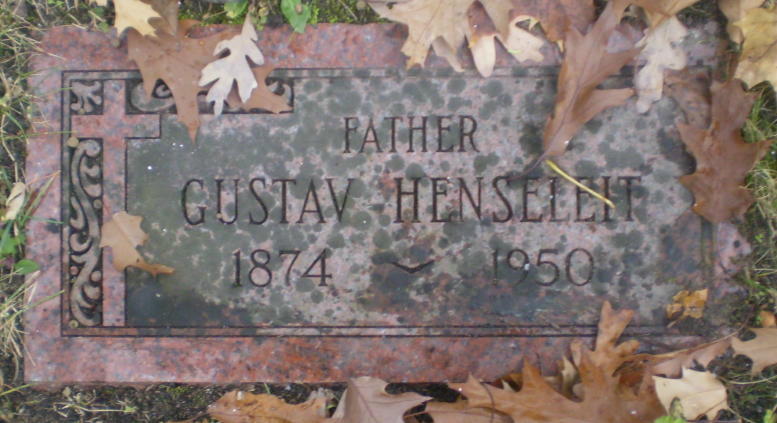 FATHER
GUSTAV HENSELEIT
1874 ~ 1950